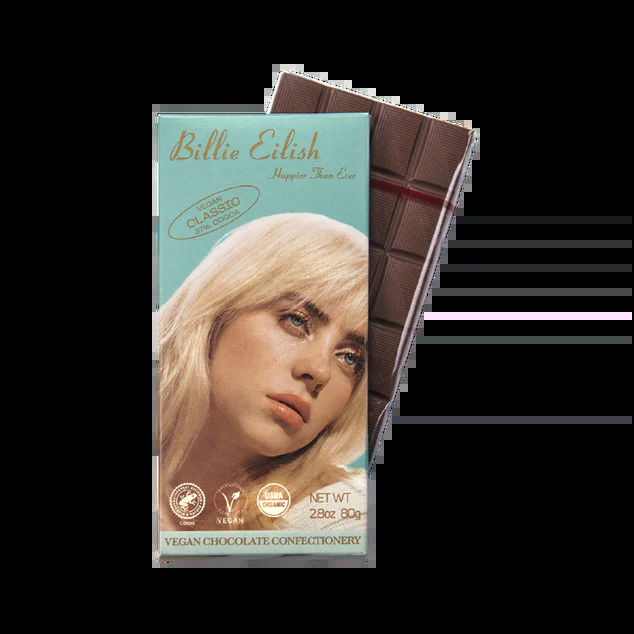 Billie Eilish
Happier Than Ever
VEGAN
CLASSIC
37% COCOA
Cocoa
VEGAN
USDA
ORGANIC
NET WT
2.8oz 80g
VEGAN CHOCOLATE CONFECTIONERY